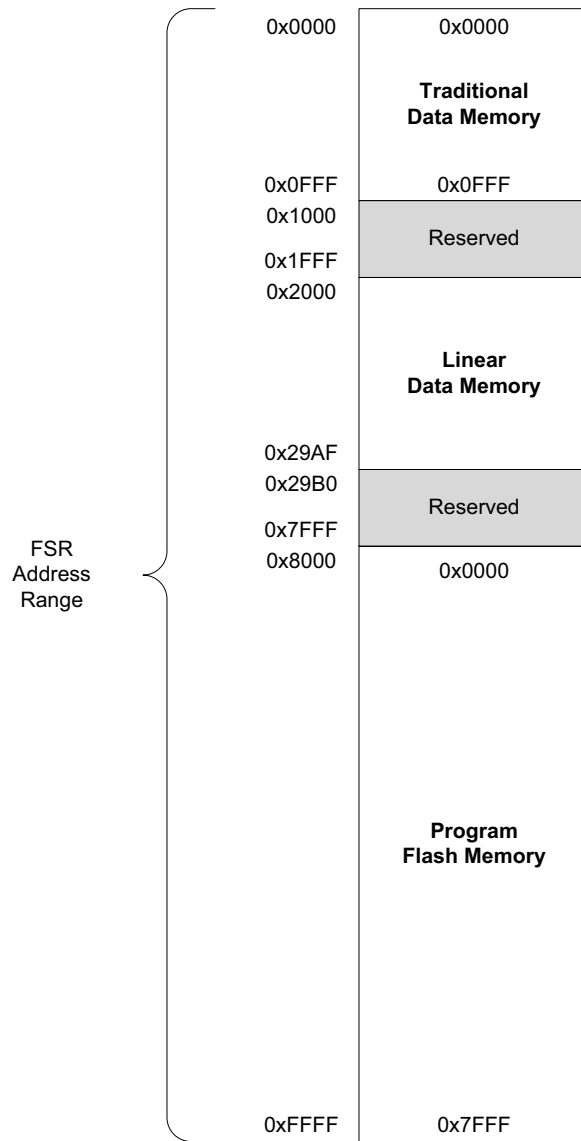 0x0000 0x0000
Traditional
Data Memory
0x0FFF 0x0FFF
0x1000
Reserved
0x1FFF
0x2000
Linear
Data Memory
0x29AF
0x29B0
Reserved
0x7FFF
0x8000
0x0000
FSR
Address
Range
Program
Flash Memory
0xFFFF 0x7FFF